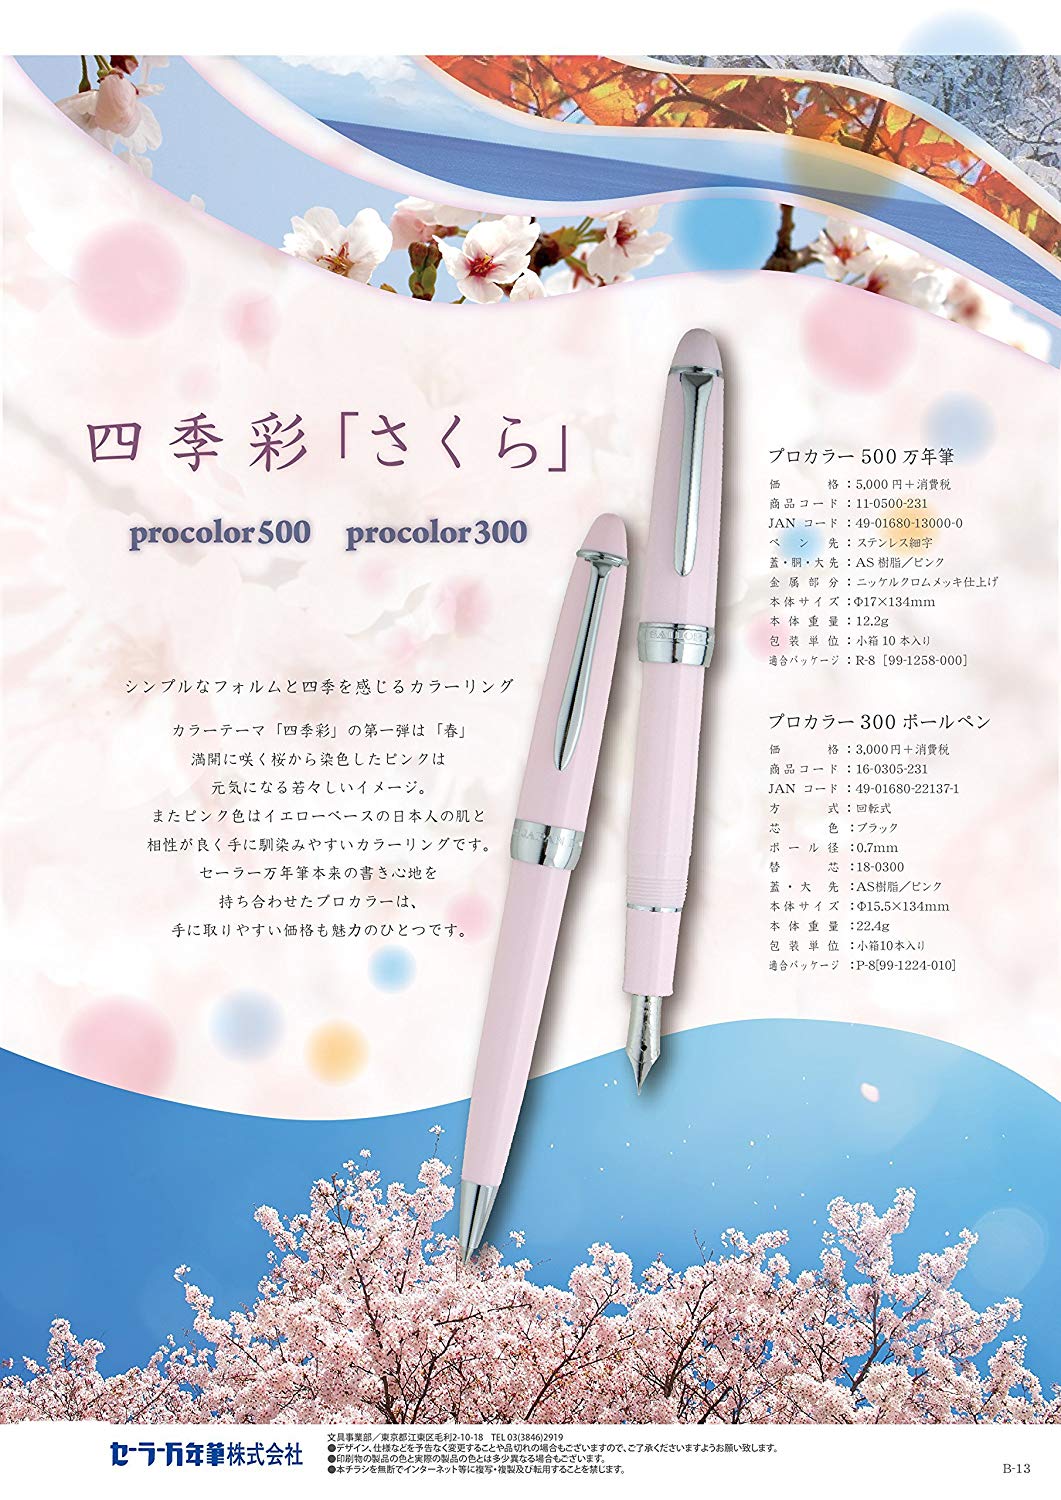 四季彩「さくら」
procolor500 procolor300
シンプルなフォルムと四季を感じるカラーリング
カラーテーマ「四季彩」の第一弾は「春」
満開に咲く桜から染色したピンクは
元気になる若々しいイメージ。
またピンク色はイエローベースの日本人の肌と
相性が良く手に馴染みやすいカラーリングです。
セーラー万年筆本来の書き心地を
持ち合わせたプロカラーは、
手に取りやすい価格も魅力のひとつです。
プロカラー500万年筆
価格：5,000円＋消費税
商品コード：11-0500-231
JANコード：49-01680-13000-0
ペン先：ステンレス細字
蓋・胴・大先：AS樹脂／ピンク
金属部分：ニッケルクロムメッキ仕上げ
本体サイズ：Φ17×134mm
本体重量：12.2g
包装単位：小箱10本入り
適合パッケージ：R-8［99-1258-000］
プロカラー300ボールペン
価格：3,000円＋消費税
商品コード：16-0305-231
JANコード：49-01680-22137-1
方式：回転式
芯色：ブラック
ボール径：0.7mm
替芯：18-0300
蓋・大先：AS樹脂／ピンク
本体サイズ：Φ15.5×134mm
本体重量：22.4g
包装単位：小箱10本入り
適合パッケージ：P-8[99-1224-010]
SAILOR
JAPAN
セーラー万年筆株式会社
文具事業部／東京都江東区毛利2-10-18 TEL 03(3846)2919
●デザイン、仕様などを予告なく変更することや品切れの場合もございますので、ご了承くださいますようお願い致します。
●印刷物の製品の色と実際の製品の色とは多少異なる場合もございます。
●本チラシを無断でインターネット等に複写・複製及び転用することを禁じます。
B-13